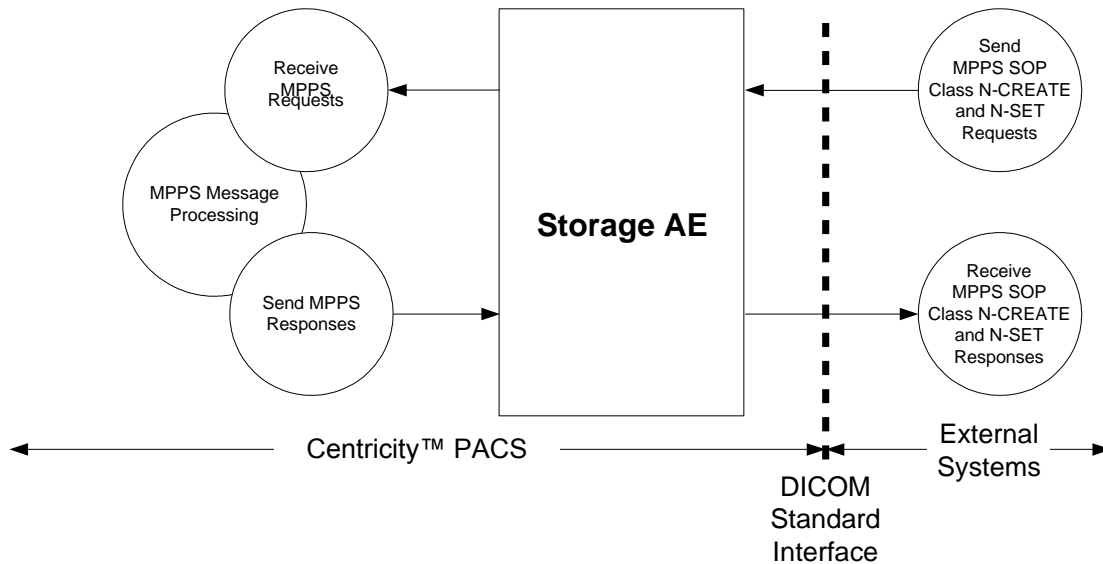 Receive
MPPS
Requests
MPPS Message
Processing
Send MPPS
Responses
Storage AE
Send
MPPS SOP
Class N-CREATE
and N-SET
Requests
Receive
MPPS SOP
Class N-CREATE
and N-SET
Responses
Centricity™ PACS
External
Systems
DICOM
Standard
Interface